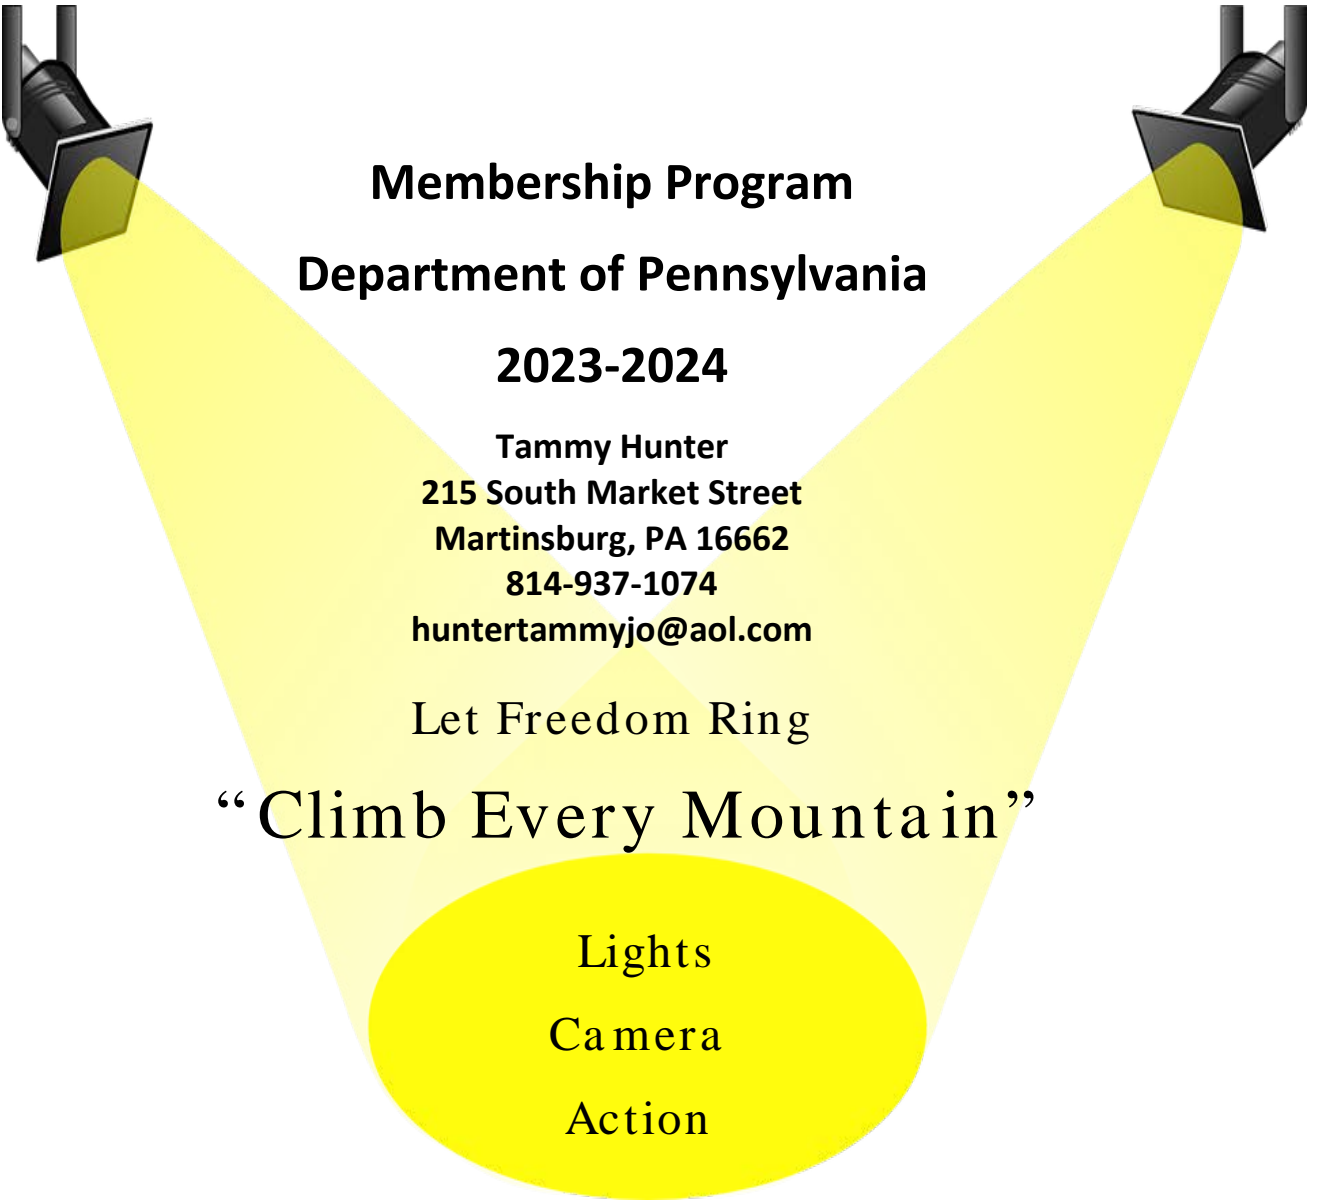 Membership Program
Department of Pennsylvania
2023-2024
Tammy Hunter
215 South Market Street
Martinsburg, PA 16662
814-937-1074
huntertammyjo@aol.com
Let Freedom Ring
“Climb Every Mountain”
Lights
Camera
Action